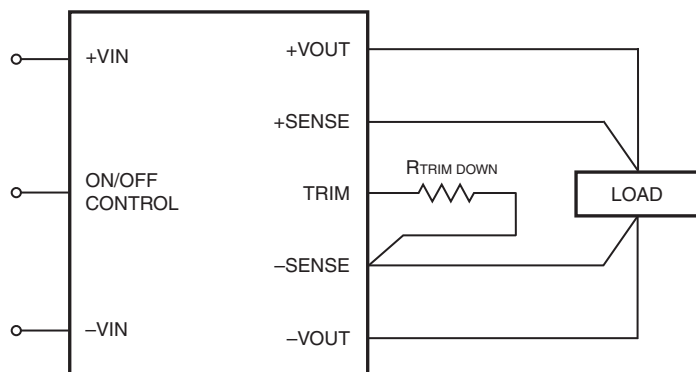 +VIN
ON/OFF
CONTROL
–VIN
+VOUT
+SENSE
TRIM
–SENSE
–VOUT
RTRIM DOWN
LOAD